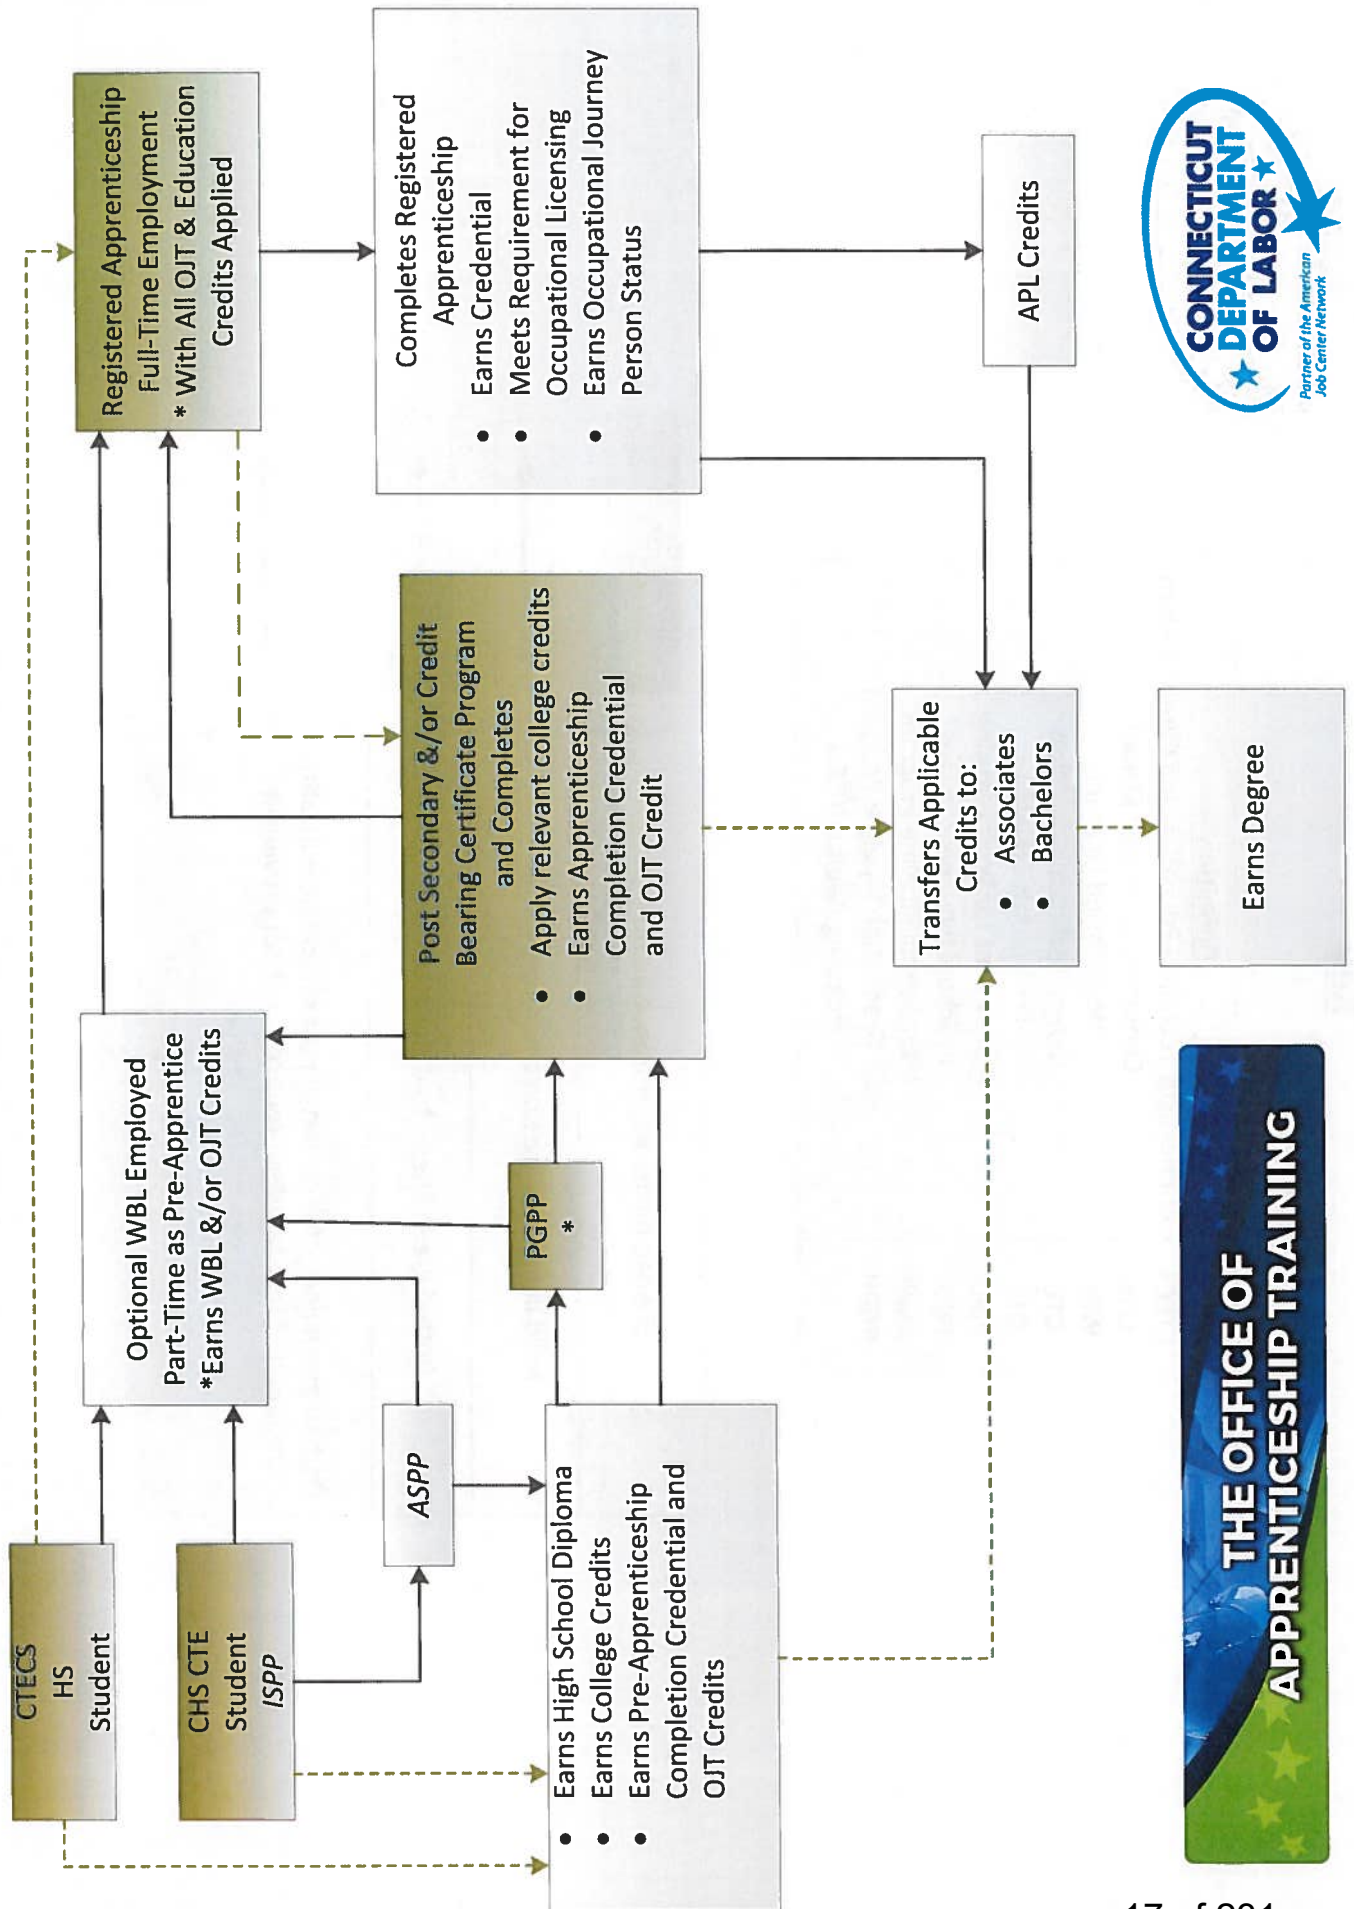 CTECS
HS
Student
CHS CTE
Student
ISPP
Optional WBL Employed
Part-Time as Pre-Apprentice
*Earns WBL &/or OJT Credits
Registered Apprenticeship
Full-Time Employment
* With All OJT & Education
Credits Applied
ASPP
PGPP
*
• Earns High School Diploma
• Earns College Credits
• Earns Pre-Apprenticeship
Completion Credential and
OJT Credits
Post Secondary &/or Credit
Bearing Certificate Program
and Completes
• Apply relevant college credits
• Earns Apprenticeship
Completion Credential
and OJT Credit
Completes Registered
Apprenticeship
• Earns Credential
• Meets Requirement for
Occupational Licensing
• Earns Occupational Journey
Person Status
Transfers Applicable
Credits to:
• Associates
• Bachelors
APL Credits
Earns Degree
THE OFFICE OF
APPRENTICESHIP TRAINING
CONNECTICUT
DEPARTMENT
OF LABOR
Partner of the American
Job Center Network